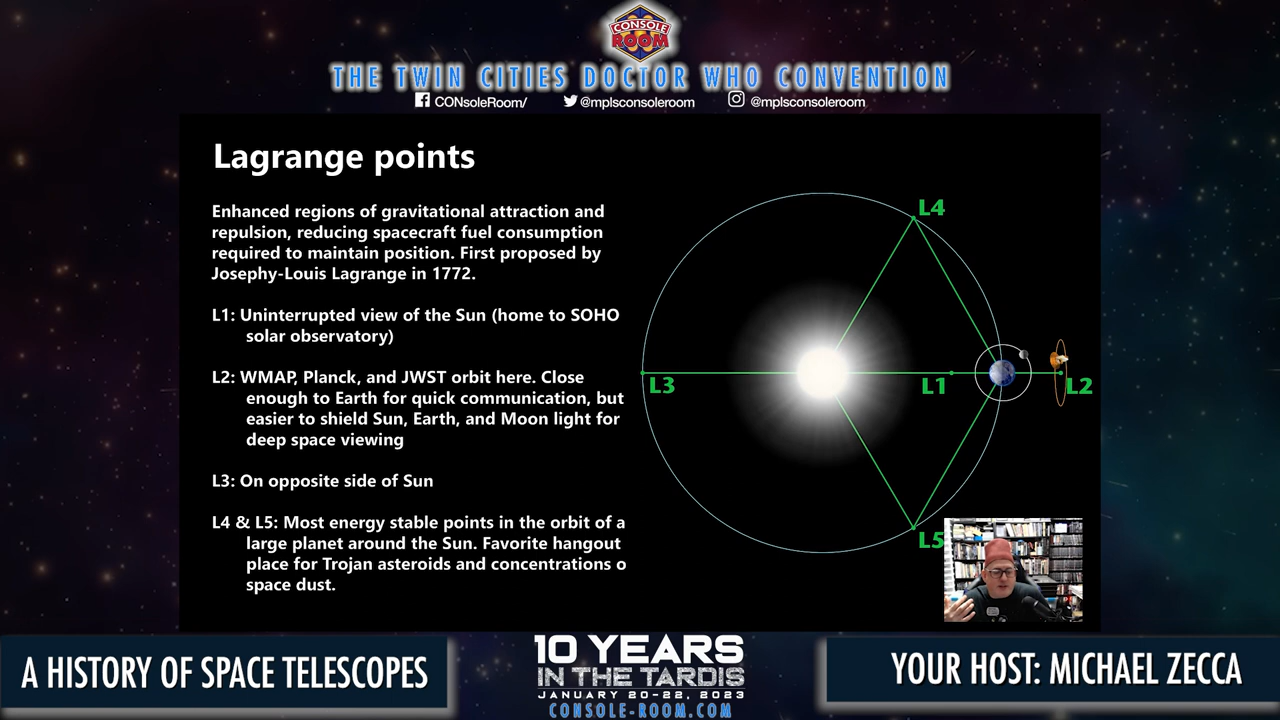 CONSOLE
ROOM
THE TWIN CITIES DOCTOR WHO CONVENTION
CONsoleRoom/ @mplsconsoleroom @mplsconsoleroom
Lagrange points
Enhanced regions of gravitational attraction and
repulsion, reducing spacecraft fuel consumption
required to maintain position. First proposed by
Josephy-Louis Lagrange in 1772.
L1: Uninterrupted view of the Sun (home to SOHO
solar observatory)
L2: WMAP, Planck, and JWST orbit here. Close
enough to Earth for quick communication, but
easier to shield Sun, Earth, and Moon light for
deep space viewing
L3: On opposite side of Sun
L4 & L5: Most energy stable points in the orbit of a
large planet around the Sun. Favorite hangout
place for Trojan asteroids and concentrations o
space dust.
L4
L3
L1
L2
L5
A HISTORY OF SPACE TELESCOPES
10 YEARS
IN THE TARDIS
JANUARY 20-22, 2023
CONSOLE-ROOM.COM
YOUR HOST: MICHAEL ZECCA